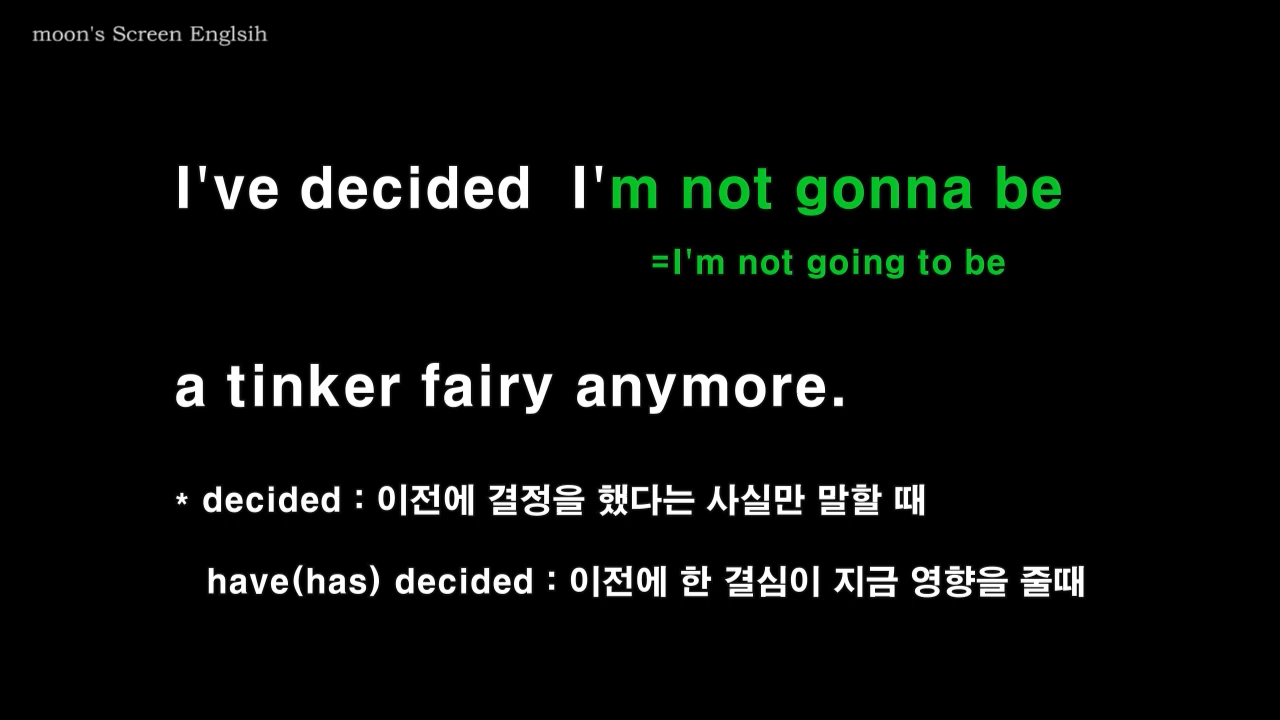 moon's Screen Englsih
I've decided I'm not gonna be
=I'm not going to be
a tinker fairy anymore.
* decided : 이전에 결정을 했다는 사실만 말할 때
have(has) decided : 이전에 한 결심이 지금 영향을 줄때